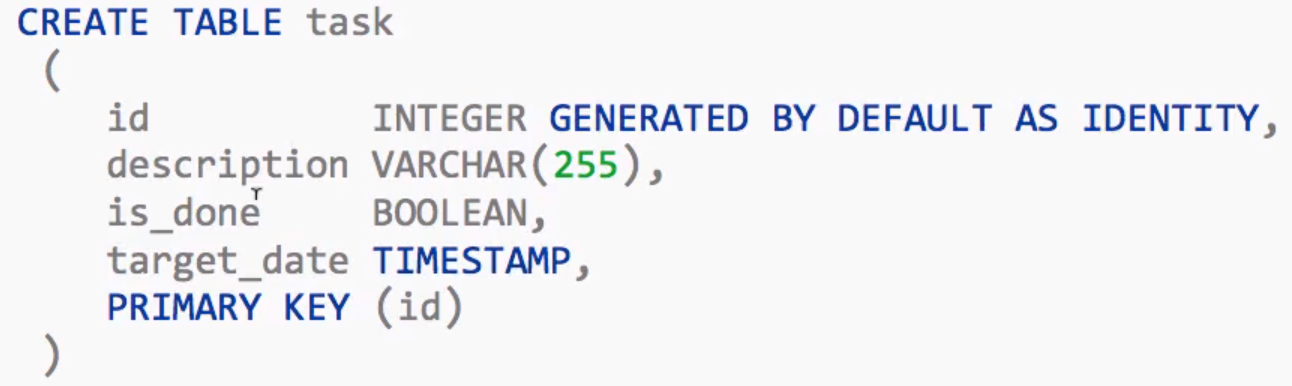 CREATE TABLE task
(
id INTEGER GENERATED BY DEFAULT AS IDENTITY,
description VARCHAR(255),
is_done BOOLEAN,
target_date TIMESTAMP,
PRIMARY KEY (id)
)